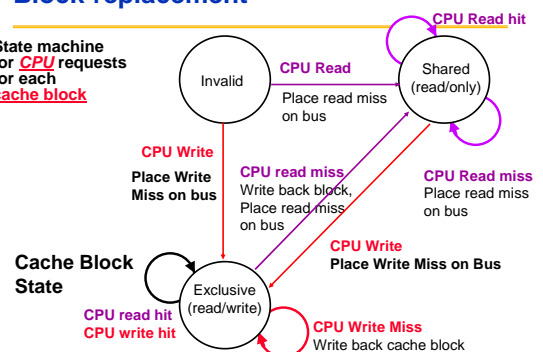 Block replacement
State machine
for CPU requests
for each
cache block
Invalid
CPU Read
Place read miss
on bus
CPU Read hit
Shared
(read/only)
CPU Write
Place Write
Miss on bus
CPU read miss
Write back block,
Place read miss
on bus
CPU Read miss
Place read miss
on bus
CPU Write
Place Write Miss on Bus
Cache Block
State
Exclusive
(read/write)
CPU read hit
CPU write hit
CPU Write Miss
Write back cache block